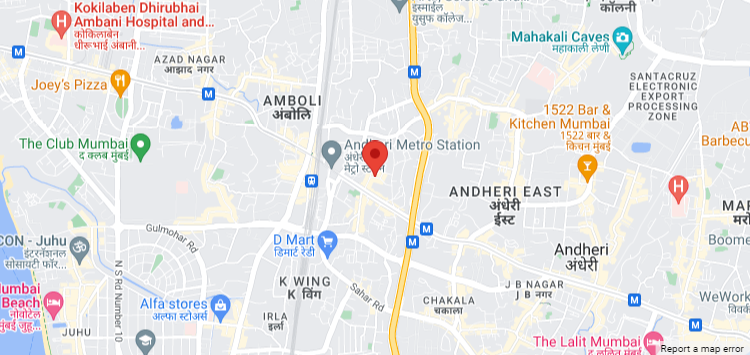 Kokilaben Dhirubhai
Ambani Hospital and...
कोकिलाबेन
धीरूभाई अंबानी...
इस्माईल
युसुफ कॉलेज...
कॉलनी
Mahakali Caves
महाकाली लेणी
AZAD NAGAR
आझाद नगर
M
M
M
Joey's Pizza
AMBOLI
अंबोलि
SANTACRUZ
ELECTRONIC
EXPORT
PROCESSING
ZONE
1522 Bar &
Kitchen Mumbai
1522 बार &
किचन मुंबई
AB
Barbecu
The Club Mumbai
द क्लब मुंबई
Andheri Metro Station
अंधेरी
मेट्रो
ANDHERI EAST
अंधेरी
ईस्ट
H
H
MAR
मरो
M
M
Gulmohar Rd
CON - Juhu
इंटरनॅशनल
सोसायटी फॉर...
N S Rd Number 10
D Mart
डिमार्ट रेडी
Andheri
अंधेरी
Boome
K WING
K विंग
J B NAGAR
J B नगर
Sahar Rd
CHAKALA
चकाला
M
M
WeWork
Mumbai
Beach
नोवोटेल
मुंबई जुहू...
Alfa stores
अल्फा स्टोअर्स
IRLA
इर्ला
JUHU
जुहू
The Lalit Mumbai
द ललित मुंबई
Report a map error